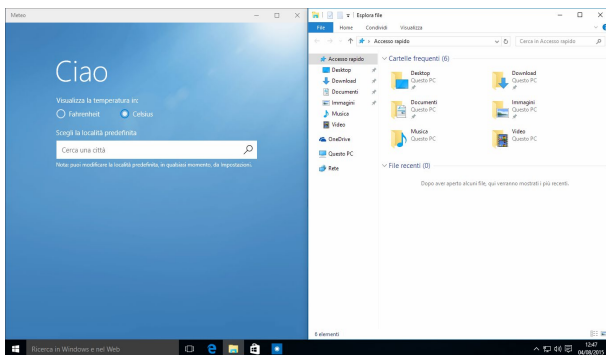 Meteo
Ciao
Visualizza la temperatura in:
Fahrenheit Celsius
Scegli la località predefinita
Cerca una città
Nota: puoi modificare la località predefinita, in qualsiasi momento, da Impostazioni.
Esplora file
File Home Condividi Visualizza
Accesso rapido
Cerca in Accesso rapido
Accesso rapido
Desktop
Download
Documenti
Immagini
Musica
Video
OneDrive
Questo PC
Rete
Cartelle frequenti (6)
Desktop
Questo PC
Download
Questo PC
Documenti
Questo PC
Immagini
Questo PC
Musica
Questo PC
Video
Questo PC
File recenti (0)
Dopo aver aperto alcuni file, qui verranno mostrati i più recenti.
8 elementi
Ricerca in Windows e nel Web
12:47
04/08/2015